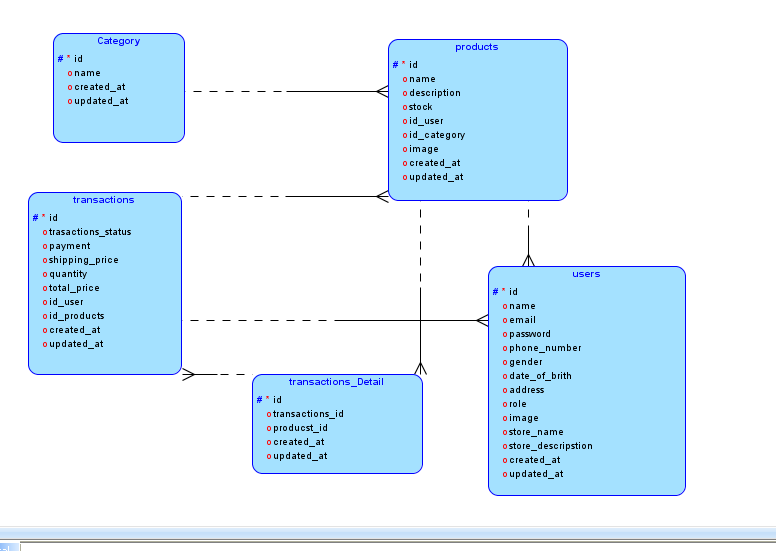 Category
# * id
o name
o created_at
o updated_at
products
# * id
o name
o description
o stock
o id_user
o id_category
o image
o created_at
o updated_at
transactions
# * id
o trasactions_status
o payment
o shipping_price
o quantity
o total_price
o id_user
o id_products
o created_at
o updated_at
users
# * id
o name
o email
o password
o phone_number
o gender
o date_of_brith
o address
o role
o image
o store_name
o store_descripstion
o created_at
o updated_at
transactions_Detail
# * id
o transactions_id
o producst_id
o created_at
o updated_at